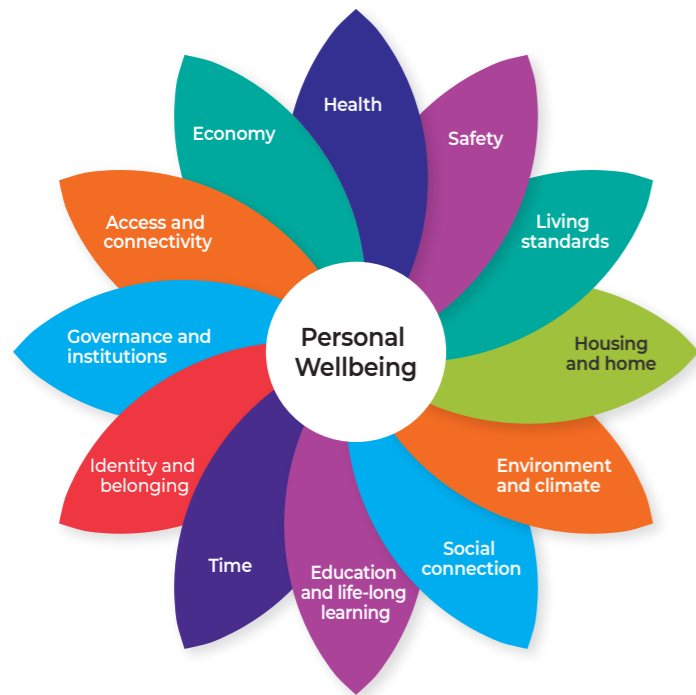 Personal
Wellbeing
Health
Safety
Living
standards
Housing
and home
Environment
and climate
Social
connection
Education
and life-long
learning
Time
Identity and
belonging
Governance and
institutions
Access and
connectivity
Economy